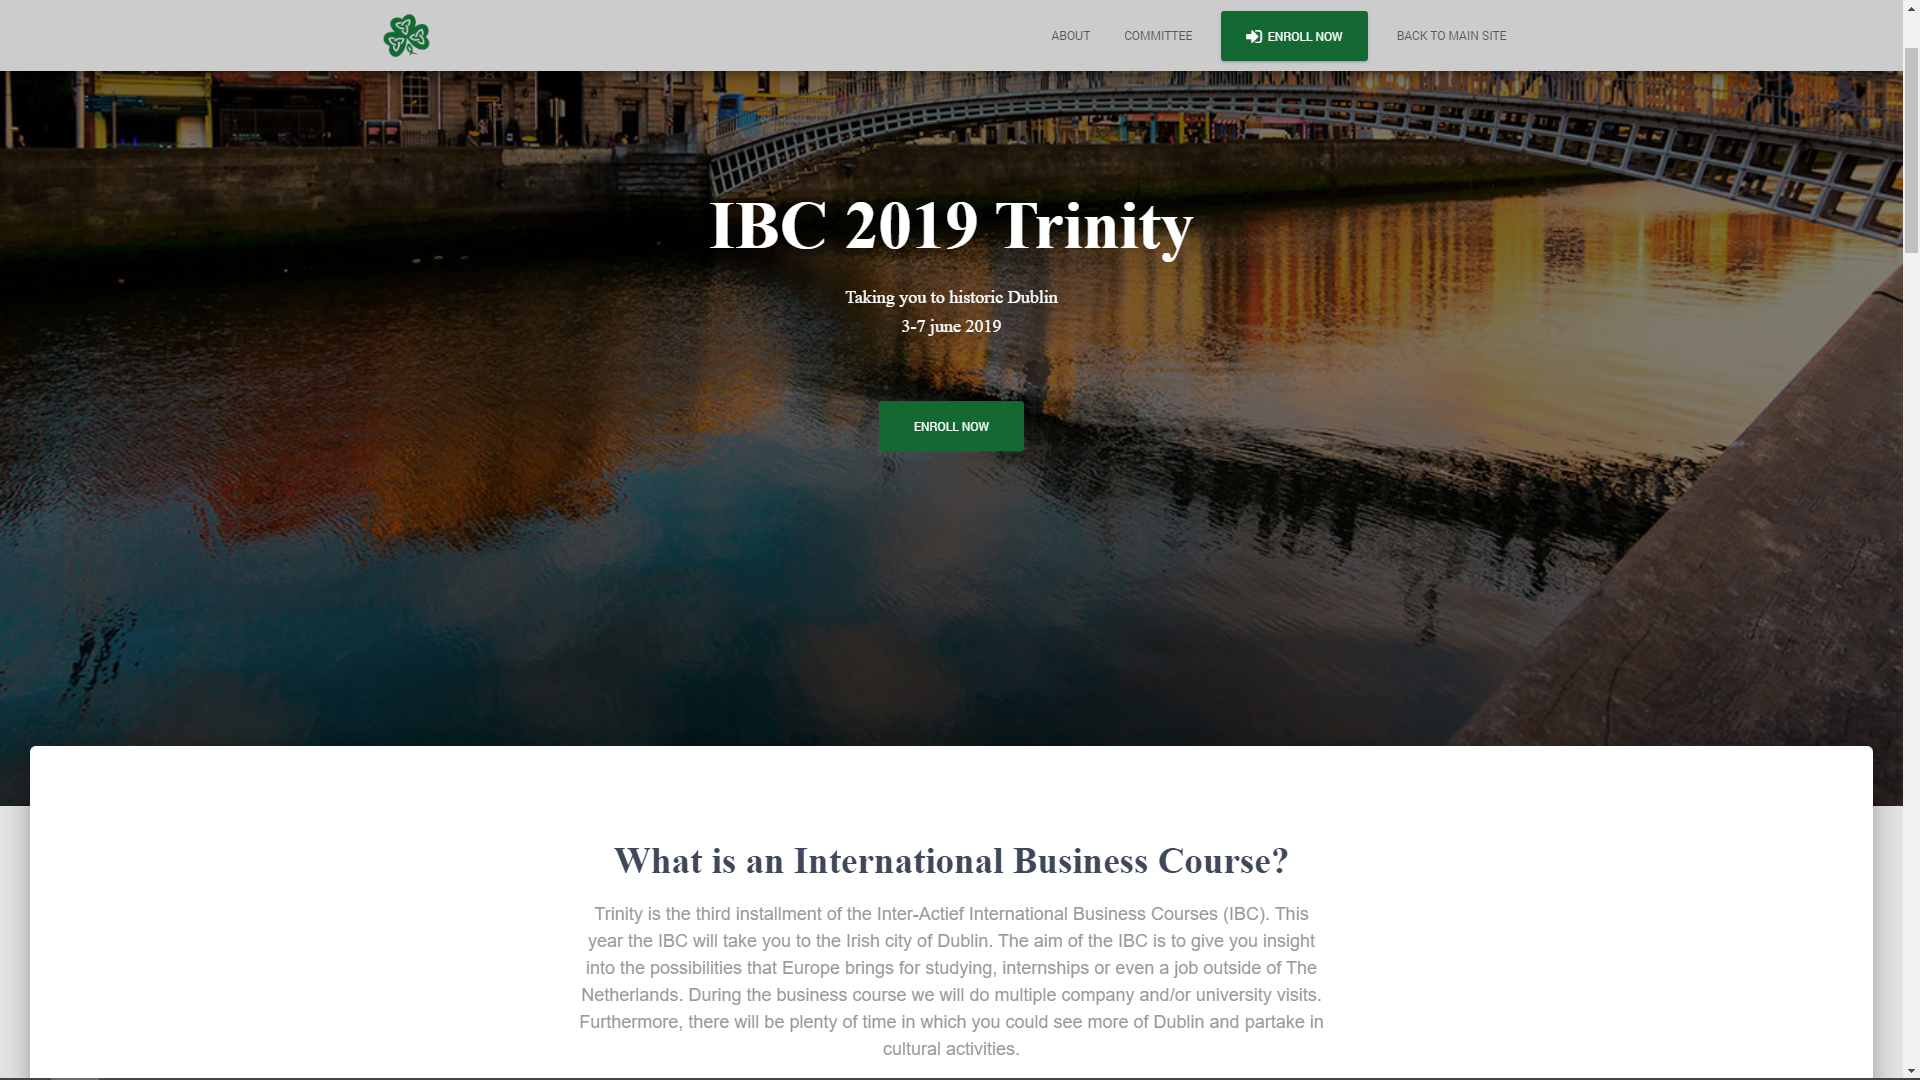 ABOUT
COMMITTEE
ENROLL NOW
BACK TO MAIN SITE
IBC 2019 Trinity
Taking you to historic Dublin
3-7 june 2019
ENROLL NOW
What is an International Business Course?
Trinity is the third installment of the Inter-Actief International Business Courses (IBC). This
year the IBC will take you to the Irish city of Dublin. The aim of the IBC is to give you insight
into the possibilities that Europe brings for studying, internships or even a job outside of The
Netherlands. During the business course we will do multiple company and/or university visits.
Furthermore, there will be plenty of time in which you could see more of Dublin and partake in
cultural activities.